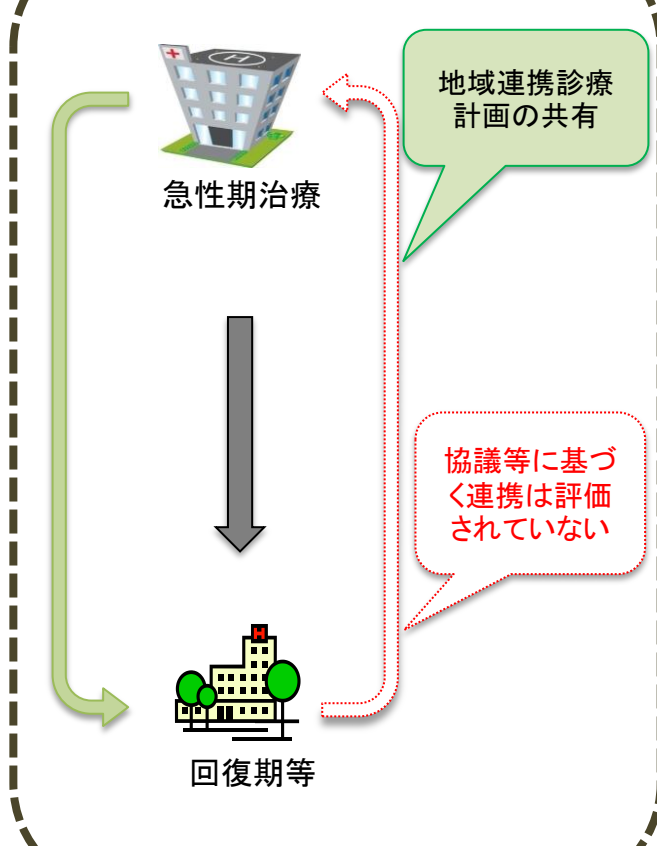 地域連携診療
計画の共有
H
急性期治療
協議等に基づ
く連携は評価
されていない
H
回復期等